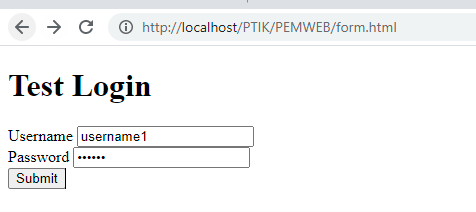 http://localhost/PTIK/PEMWEB/form.html
Test Login
Username username1
Password ••••••
Submit